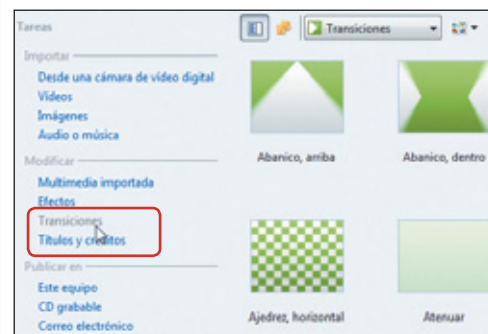 Tareas
Transiciones
Importar
Desde una cámara de vídeo digital
Vídeos
Imágenes
Audio o música
Modificar
Multimedia importada
Efectos
Transiciones
Títulos y créditos
Publicar en
Este equipo
CD grabable
Correo electrónico
Abanico, arriba
Abanico, dentro
Ajedrez, horizontal
Atenuar